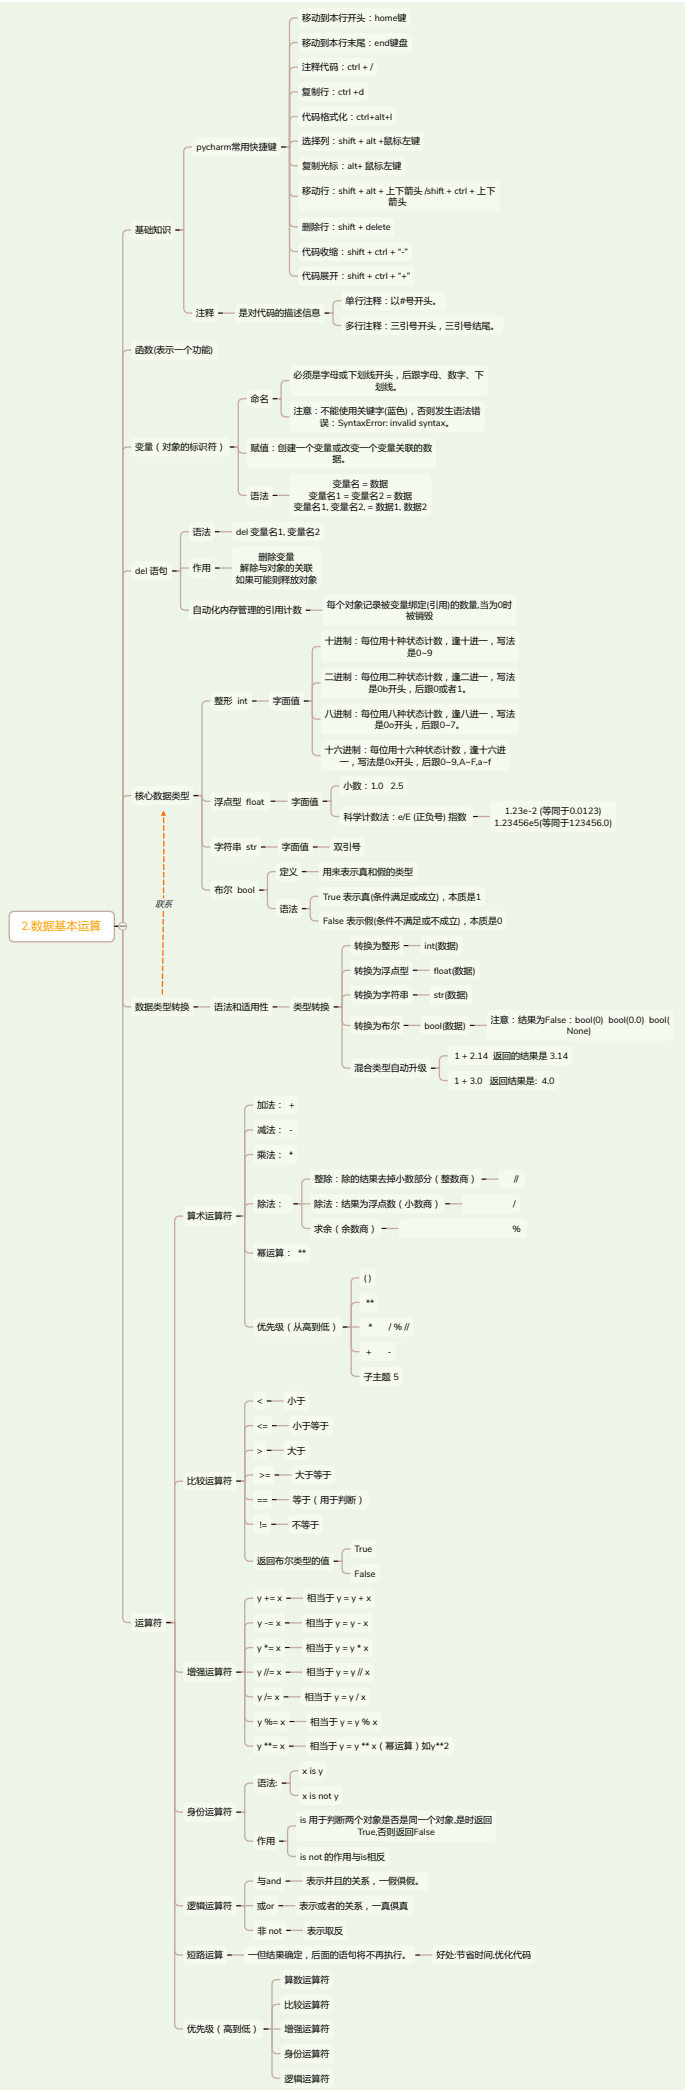 2.数据基本运算
基础知识
pycharm常用快捷键
移动到本行开头：home键
移动到本行末尾：end键盘
注释代码：ctrl + /
复制行：ctrl +d
代码格式化：ctrl+alt+l
选择列：shift + alt +鼠标左键
复制光标：alt+ 鼠标左键
移动行：shift + alt + 上下箭头 /shift + ctrl + 上下
箭头
删除行：shift + delete
代码收缩：shift + ctrl + “-”
代码展开：shift + ctrl + “+”
注释
是对代码的描述信息
单行注释：以#号开头。
多行注释：三引号开头，三引号结尾。
函数(表示一个功能)
变量（对象的标识符）
命名
必须是字母或下划线开头，后跟字母、数字、下
划线。
注意：不能使用关键字(蓝色)，否则发生语法错
误：SyntaxError: invalid syntax。
赋值：创建一个变量或改变一个变量关联的数
据。
语法
变量名 = 数据
变量名1 = 变量名2 = 数据
变量名1, 变量名2, = 数据1, 数据2
del 语句
语法
del 变量名1, 变量名2
作用
删除变量
解除与对象的关联
如果可能则释放对象
自动化内存管理的引用计数
每个对象记录被变量绑定(引用)的数量,当为0时
被销毁
核心数据类型
整形 int
字面值
十进制：每位用十种状态计数，逢十进一，写法
是0~9
二进制：每位用二种状态计数，逢二进一，写法
是0b开头，后跟0或者1。
八进制：每位用八种状态计数，逢八进一，写法
是0o开头，后跟0~7。
十六进制：每位用十六种状态计数，逢十六进
一，写法是0x开头，后跟0~9,A~F,a~f
浮点型 float
字面值
小数：1.0 2.5
科学计数法：e/E (正负号) 指数
1.23e-2 (等同于0.0123)
1.23456e5(等同于123456.0)
字符串 str
字面值
双引号
布尔 bool
定义
用来表示真和假的类型
语法
True 表示真(条件满足或成立)，本质是1
False 表示假(条件不满足或不成立)，本质是0
联系
数据类型转换
语法和适用性
类型转换
转换为整形
int(数据)
转换为浮点型
float(数据)
转换为字符串
str(数据)
转换为布尔
bool(数据)
注意：结果为False：bool(0) bool(0.0) bool(
None)
混合类型自动升级
1 + 2.14 返回的结果是 3.14
1 + 3.0 返回结果是: 4.0
运算符
算术运算符
加法： +
减法： -
乘法： *
除法：
整除：除的结果去掉小数部分（整数商）
//
除法：结果为浮点数（小数商）
/
求余（余数商）
%
幂运算： **
优先级（从高到低）
( )
**
* / % //
+ -
子主题 5
比较运算符
<
小于
<=
小于等于
>
大于
>=
大于等于
==
等于（用于判断）
!=
不等于
返回布尔类型的值
True
False
增强运算符
y += x
相当于 y = y + x
y -= x
相当于 y = y - x
y *= x
相当于 y = y * x
y //= x
相当于 y = y // x
y /= x
相当于 y = y / x
y %= x
相当于 y = y % x
y **= x
相当于 y = y ** x（幂运算）如y**2
身份运算符
语法:
x is y
x is not y
作用
is 用于判断两个对象是否是同一个对象,是时返回
True,否则返回False
is not 的作用与is相反
逻辑运算符
与and
表示并且的关系，一假俱假。
或or
表示或者的关系，一真俱真
非 not
表示取反
短路运算
一但结果确定，后面的语句将不再执行。
好处:节省时间,优化代码
优先级（高到低）
算数运算符
比较运算符
增强运算符
身份运算符
逻辑运算符